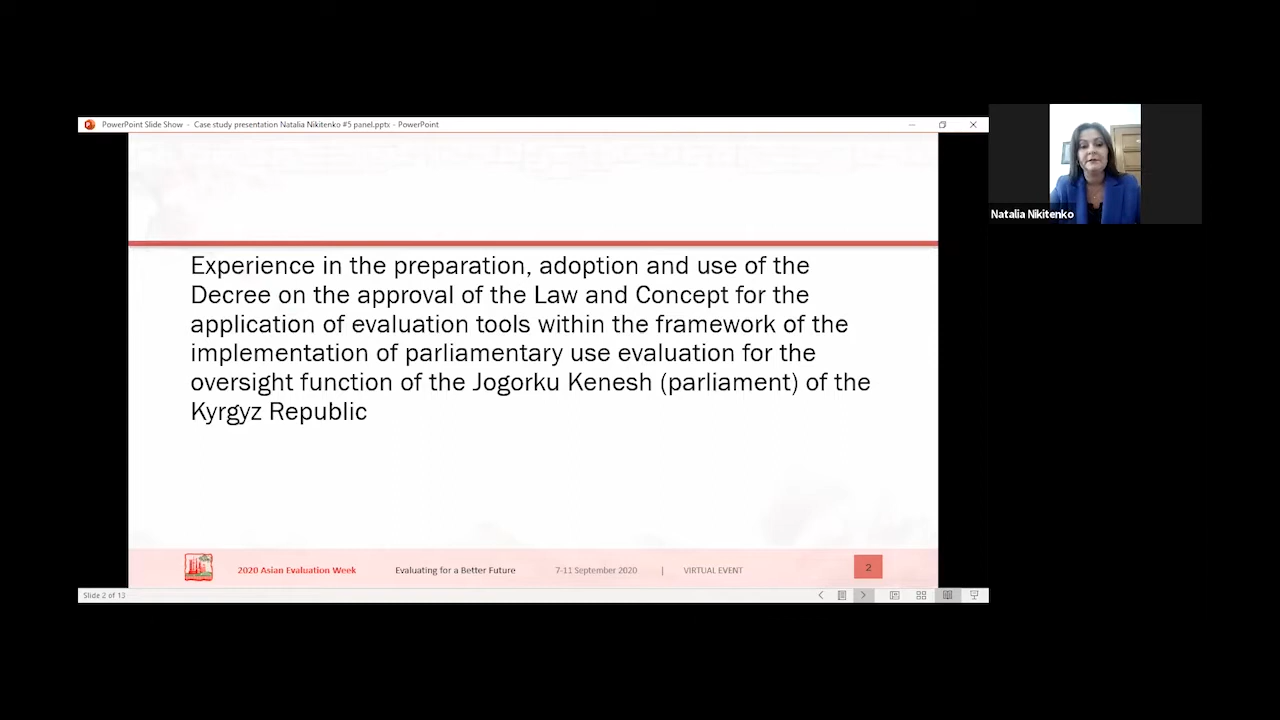 PowerPoint Slide Show - Case study presentation Natalia Nikitenko #5 panel.pptx - PowerPoint
Natalia Nikitenko
Experience in the preparation, adoption and use of the
Decree on the approval of the Law and Concept for the
application of evaluation tools within the framework of the
implementation of parliamentary use evaluation for the
oversight function of the Jogorku Kenesh (parliament) of the
Kyrgyz Republic
2020 Asian Evaluation Week Evaluating for a Better Future 7-11 September 2020 | VIRTUAL EVENT 2
Slide 2 of 13